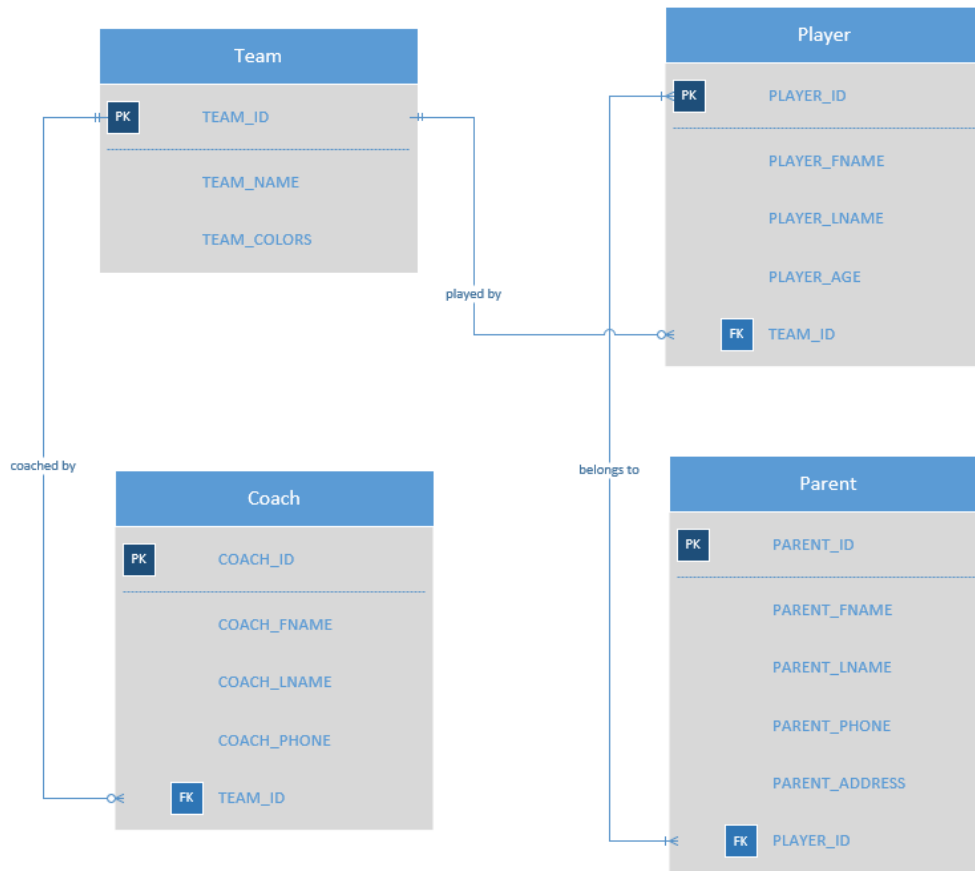 Team
PK TEAM_ID
TEAM_NAME
TEAM_COLORS
Player
PK PLAYER_ID
PLAYER_FNAME
PLAYER_LNAME
PLAYER_AGE
FK TEAM_ID
played by
coached by
belongs to
Coach
PK COACH_ID
COACH_FNAME
COACH_LNAME
COACH_PHONE
FK TEAM_ID
Parent
PK PARENT_ID
PARENT_FNAME
PARENT_LNAME
PARENT_PHONE
PARENT_ADDRESS
FK PLAYER_ID